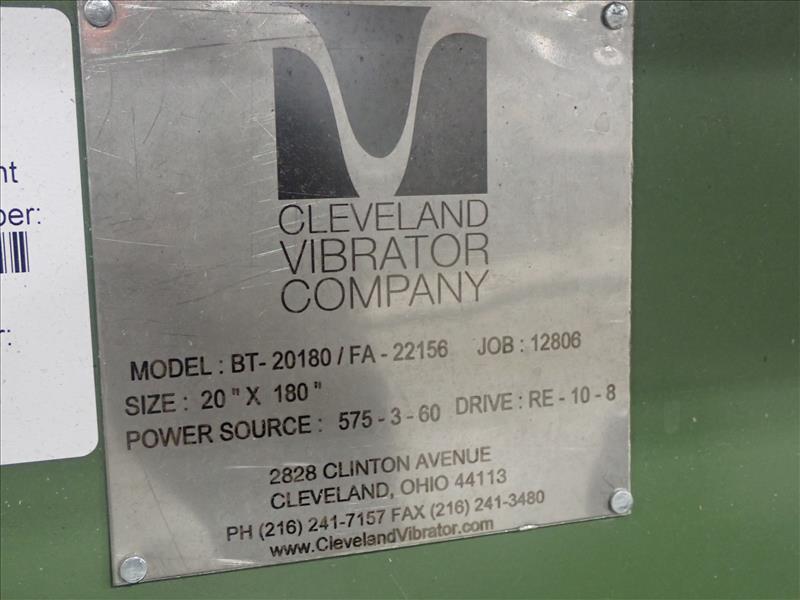 nt
ber:
r:
CLEVELAND
VIBRATOR
COMPANY
MODEL : BT- 20180 / FA - 22156 JOB : 12806
SIZE : 20 " X 180 "
POWER SOURCE : 575 - 3 - 60 DRIVE : RE - 10 - 8
2828 CLINTON AVENUE
CLEVELAND, OHIO 44113
PH (216) 241-7157 FAX (216) 241-3480
www.ClevelandVibrator.com